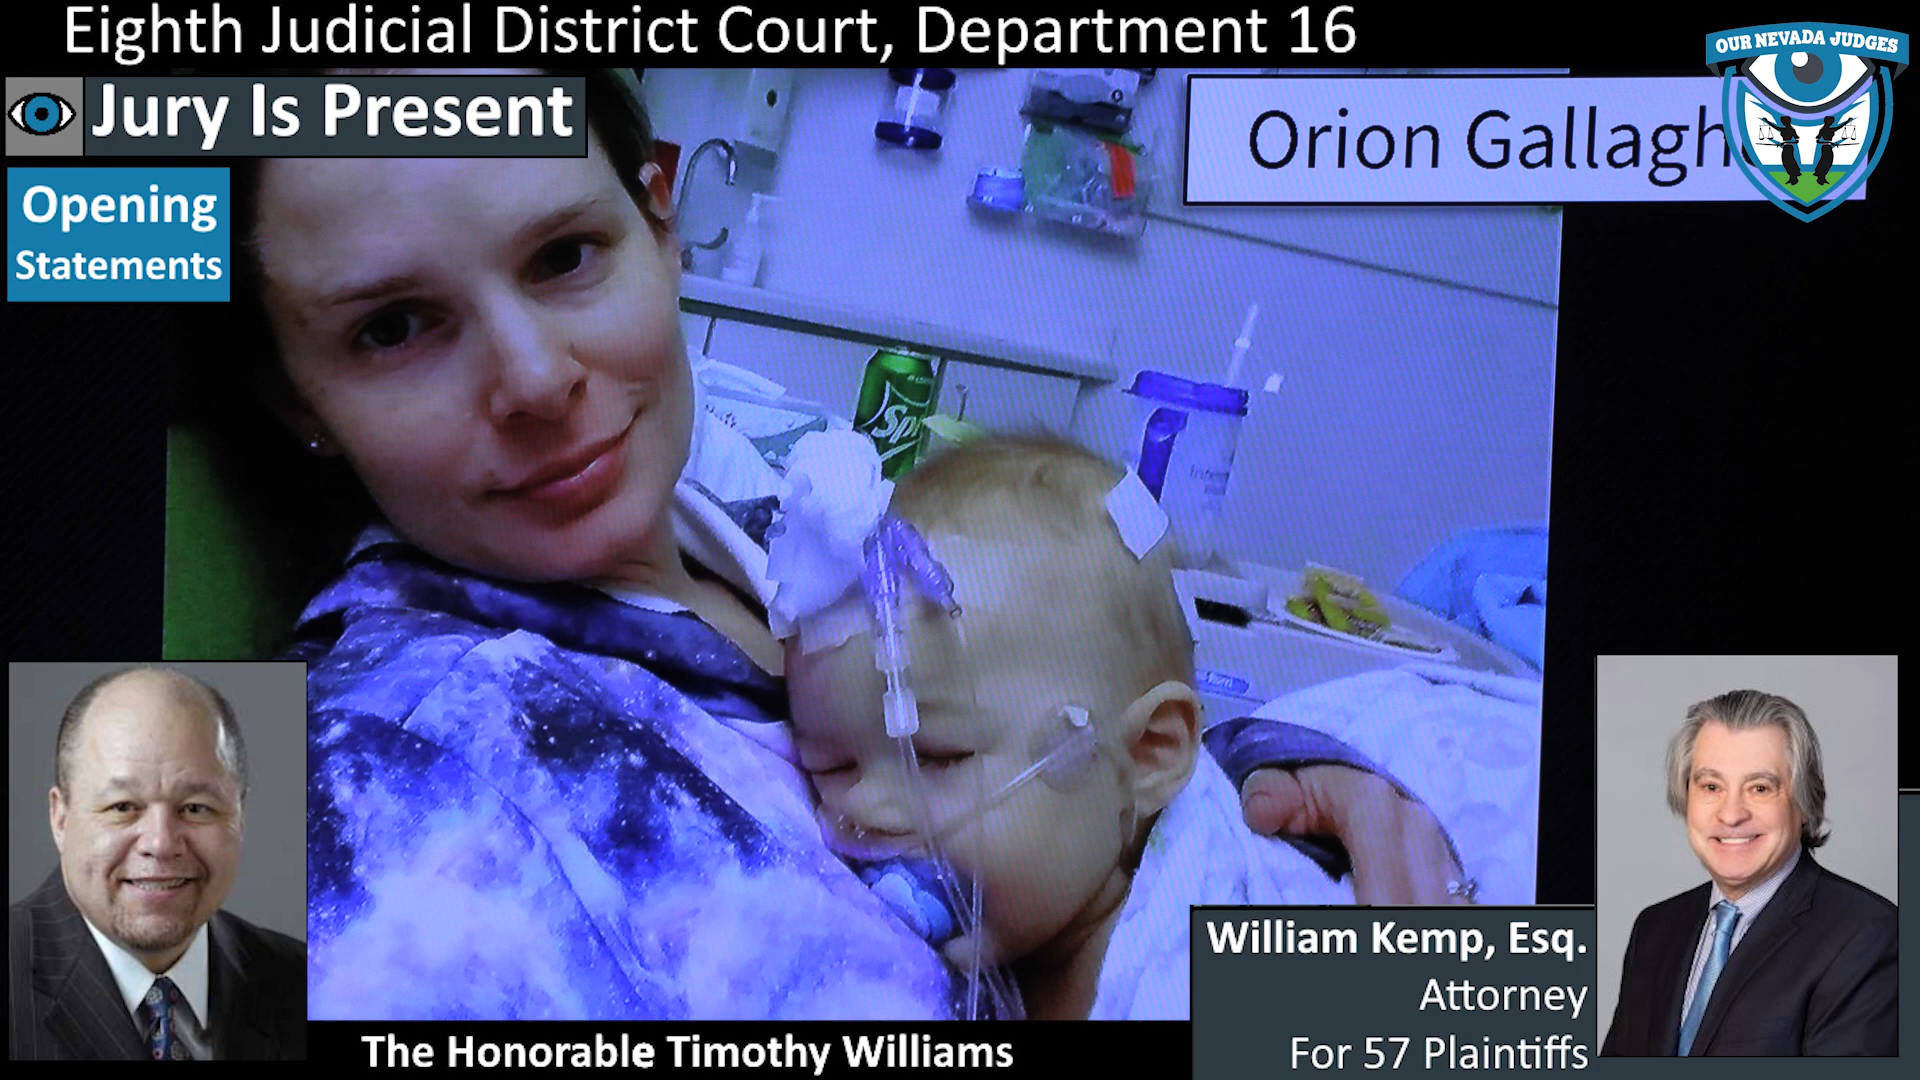 Eighth Judicial District Court, Department 16
OUR NEVADA JUDGES
Jury Is Present
Orion
Opening
Statements
The Honorable Timothy Williams
William Kemp, Esq.
Attorney
For 57 Plaintiffs